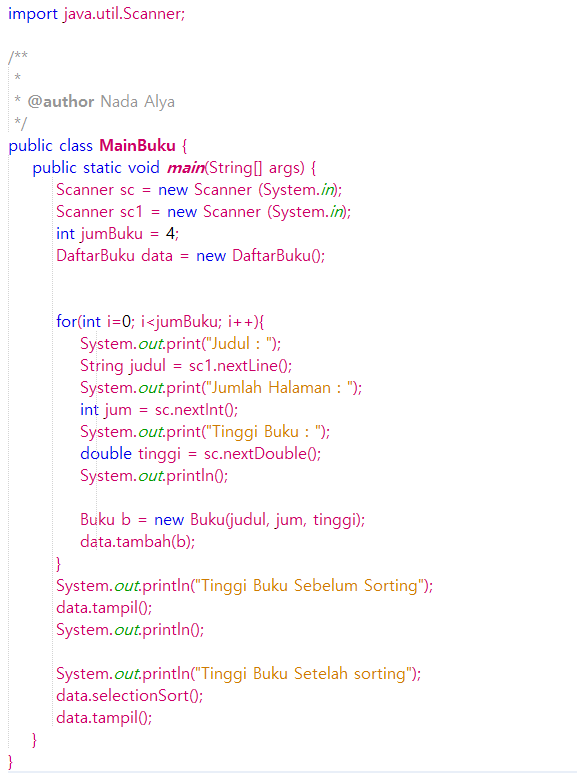 import java.util.Scanner;
/**
 *
 * @author Nada Alya
 */
public class MainBuku {
    public static void main(String[] args) {
        Scanner sc = new Scanner (System.in);
        Scanner sc1 = new Scanner (System.in);
        int jumBuku = 4;
        DaftarBuku data = new DaftarBuku();
        for(int i=0; i<jumBuku; i++){
            System.out.print("Judul : ");
            String judul = sc1.nextLine();
            System.out.print("Jumlah Halaman : ");
            int jum = sc.nextInt();
            System.out.print("Tinggi Buku : ");
            double tinggi = sc.nextDouble();
            System.out.println();
            Buku b = new Buku(judul, jum, tinggi);
            data.tambah(b);
        }
        System.out.println("Tinggi Buku Sebelum Sorting");
        data.tampil();
        System.out.println();
        System.out.println("Tinggi Buku Setelah sorting");
        data.selectionSort();
        data.tampil();
    }
}